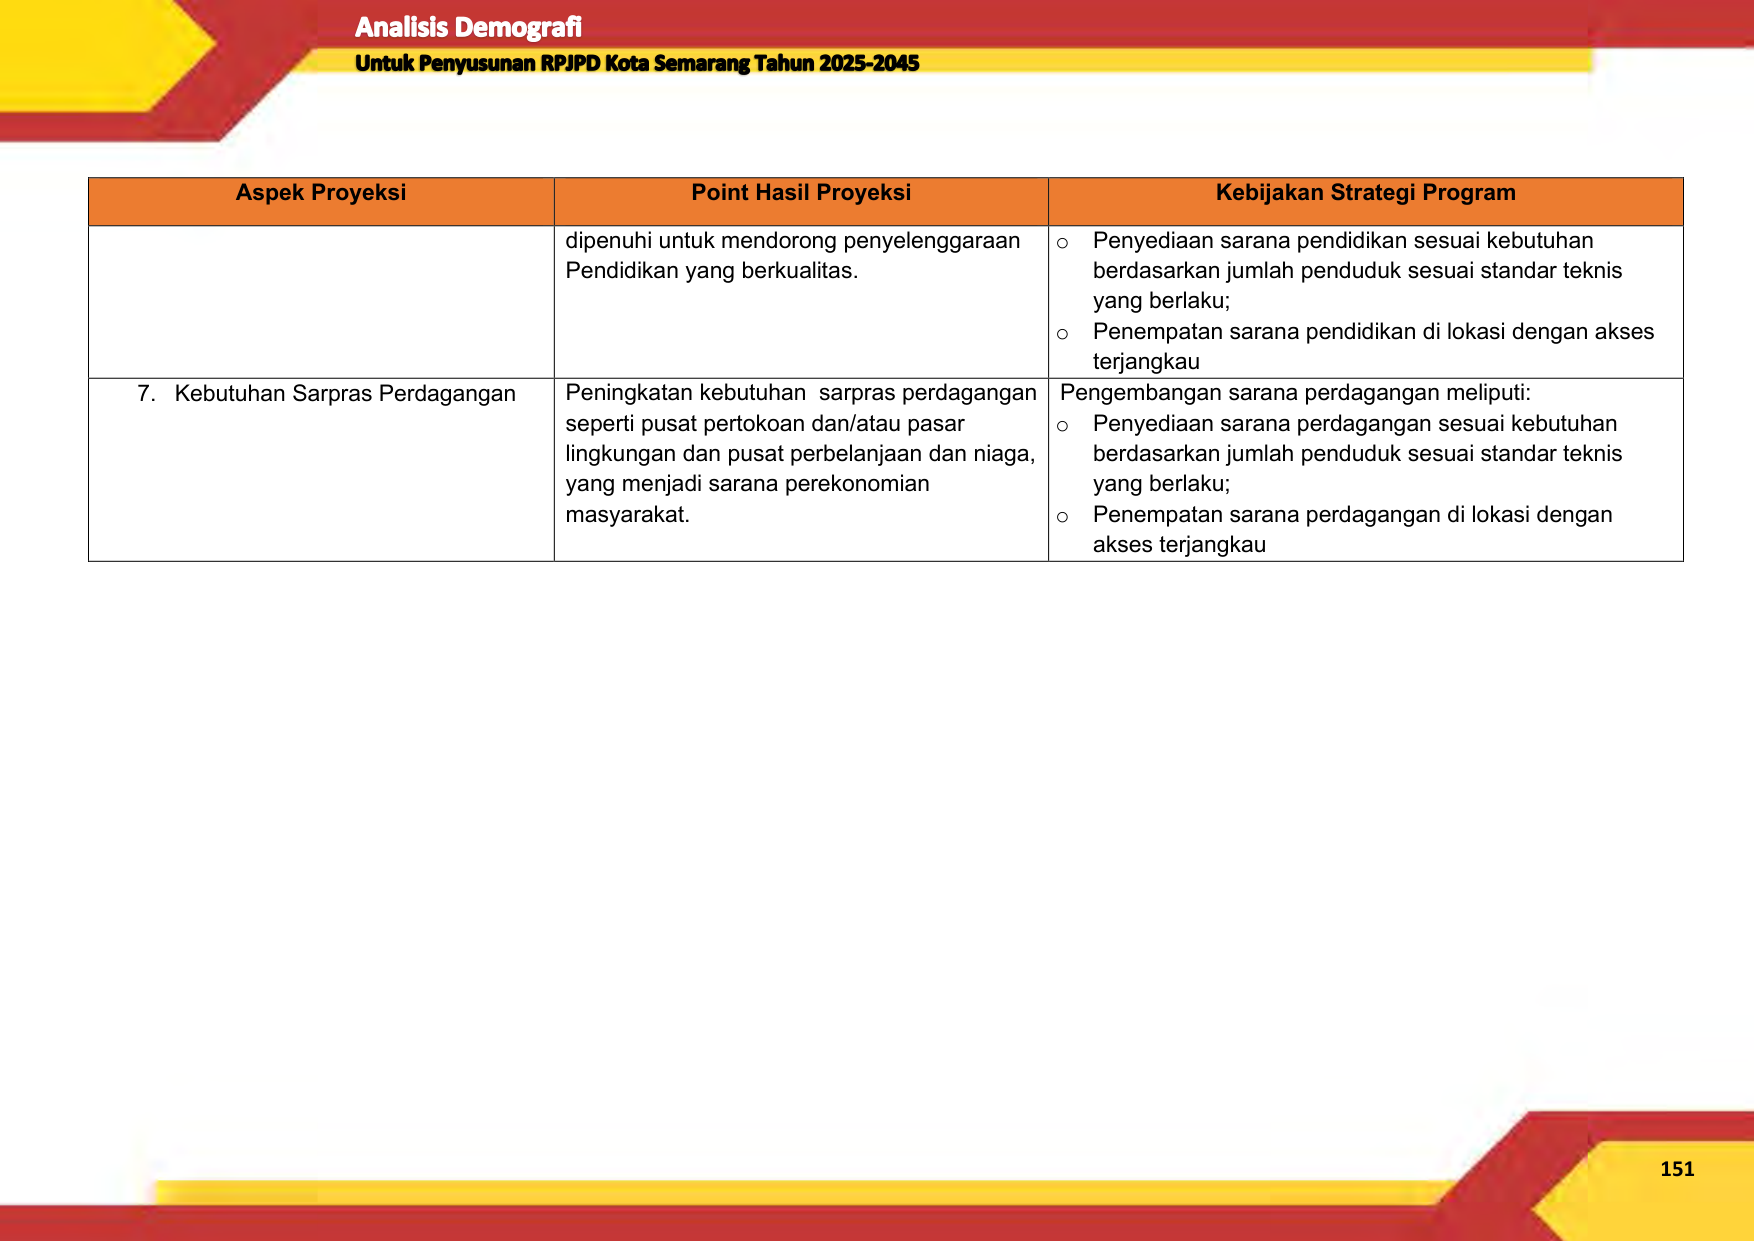 Analisis Demografi
Untuk Penyusunan RPJPD Kota Semarang Tahun 2025-2045
Aspek Proyeksi
Point Hasil Proyeksi
Kebijakan Strategi Program
dipenuhi untuk mendorong penyelenggaraan
Pendidikan yang berkualitas.
o Penyediaan sarana pendidikan sesuai kebutuhan
berdasarkan jumlah penduduk sesuai standar teknis
yang berlaku;
o Penempatan sarana pendidikan di lokasi dengan akses
terjangkau
7. Kebutuhan Sarpras Perdagangan
Peningkatan kebutuhan  sarpras perdagangan
seperti pusat pertokoan dan/atau pasar
lingkungan dan pusat perbelanjaan dan niaga,
yang menjadi sarana perekonomian
masyarakat.
Pengembangan sarana perdagangan meliputi:
o Penyediaan sarana perdagangan sesuai kebutuhan
berdasarkan jumlah penduduk sesuai standar teknis
yang berlaku;
o Penempatan sarana perdagangan di lokasi dengan
akses terjangkau
151